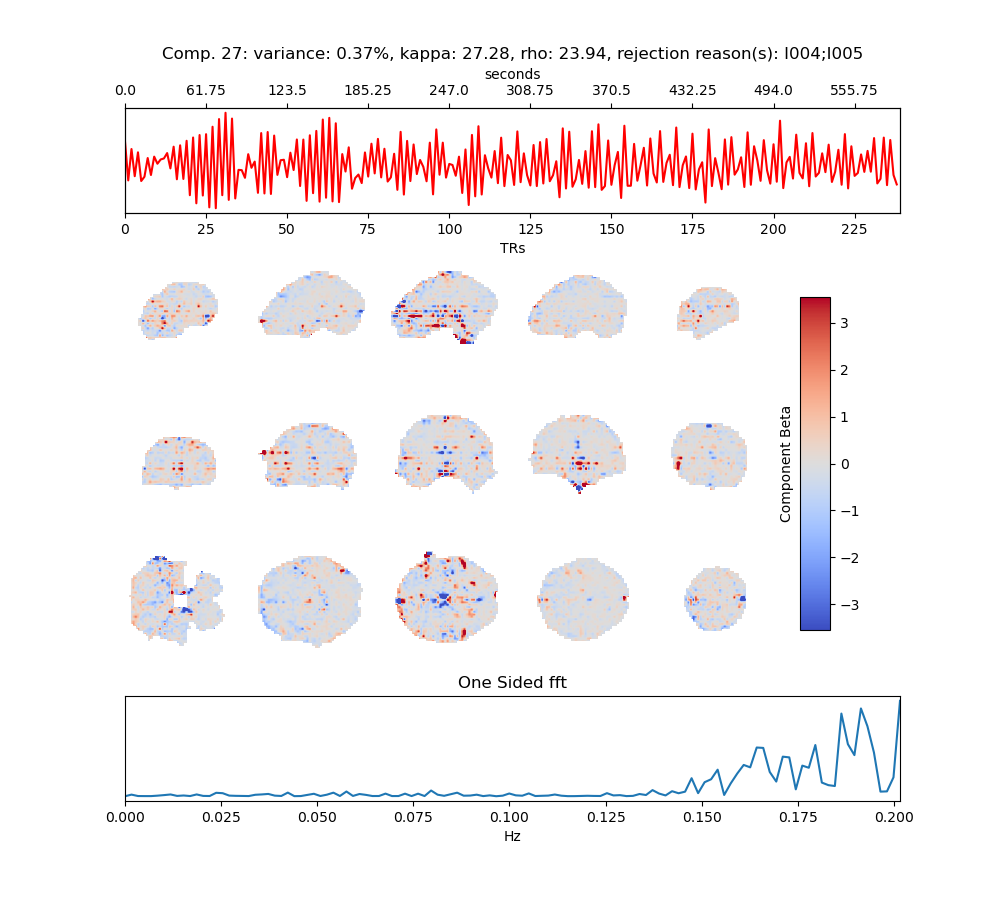 Comp. 27: variance: 0.37%, kappa: 27.28, rho: 23.94, rejection reason(s): I004;I005
seconds
0.0 61.75 123.5 185.25 247.0 308.75 370.5 432.25 494.0 555.75
0 25 50 75 100 125 150 175 200 225
TRs
3
2
1
0
−1
−2
−3
Component Beta
One Sided fft
0.000 0.025 0.050 0.075 0.100 0.125 0.150 0.175 0.200
Hz